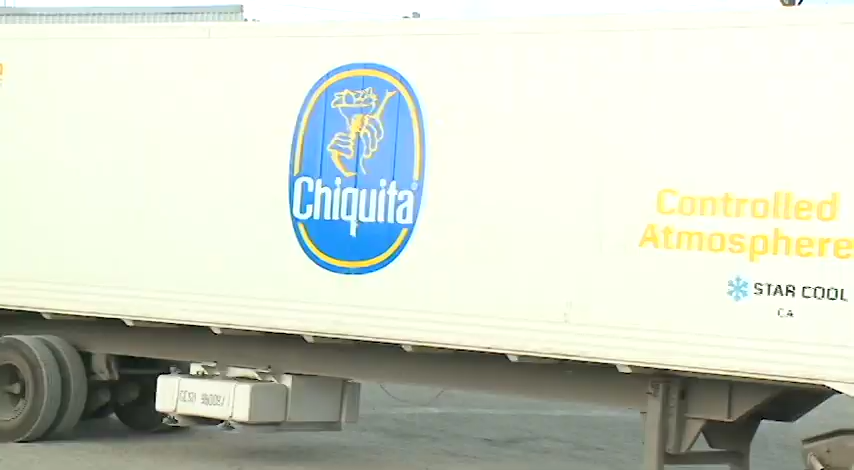 Chiquita®
Controlled
Atmosphere
STAR COOL
CA